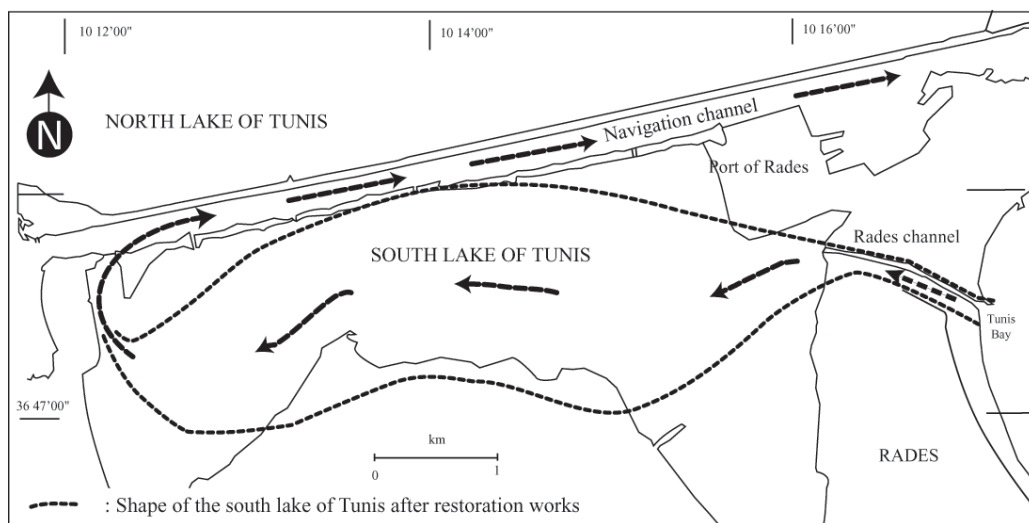 10 12’00"
10 14’00"
10 16’00"
N
NORTH LAKE OF TUNIS
Navigation channel
Port of Rades
Rades channel
SOUTH LAKE OF TUNIS
Tunis
Bay
36 47’00"
km
0
1
RADES
: Shape of the south lake of Tunis after restoration works